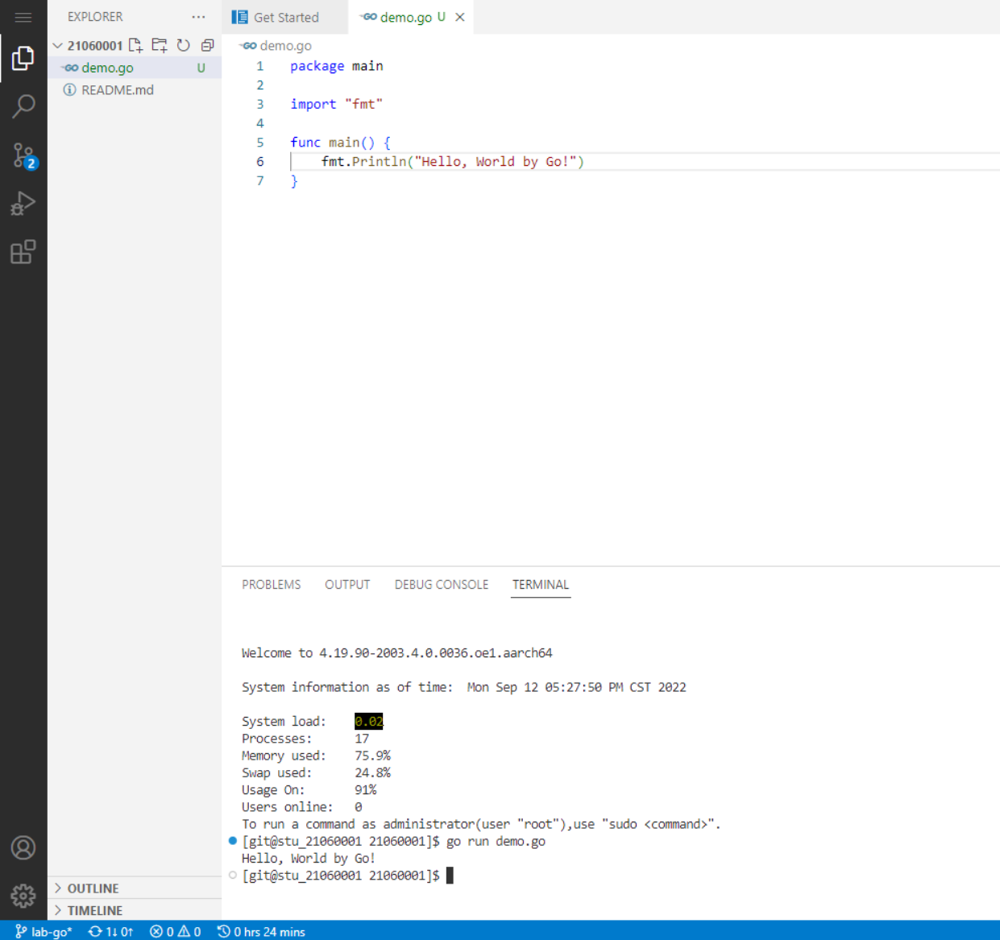 EXPLORER ...
21060001
GO demo.go U
README.md
OUTLINE
TIMELINE
Get Started
GO demo.go U
GO demo.go
1 package main
2
3 import "fmt"
4
5 func main() {
6 fmt.Println("Hello, World by Go!")
7 }
2
PROBLEMS OUTPUT DEBUG CONSOLE TERMINAL
Welcome to 4.19.90-2003.4.0.0036.oe1.aarch64
System information as of time: Mon Sep 12 05:27:50 PM CST 2022
System load: 0.02
Processes: 17
Memory used: 75.9%
Swap used: 24.8%
Usage On: 91%
Users online: 0
To run a command as administrator(user "root"),use "sudo <command>".
[git@stu_21060001 21060001]$ go run demo.go
Hello, World by Go!
[git@stu_21060001 21060001]$
lab-go* 1↓ 0↑ 0 0 0 hrs 24 mins